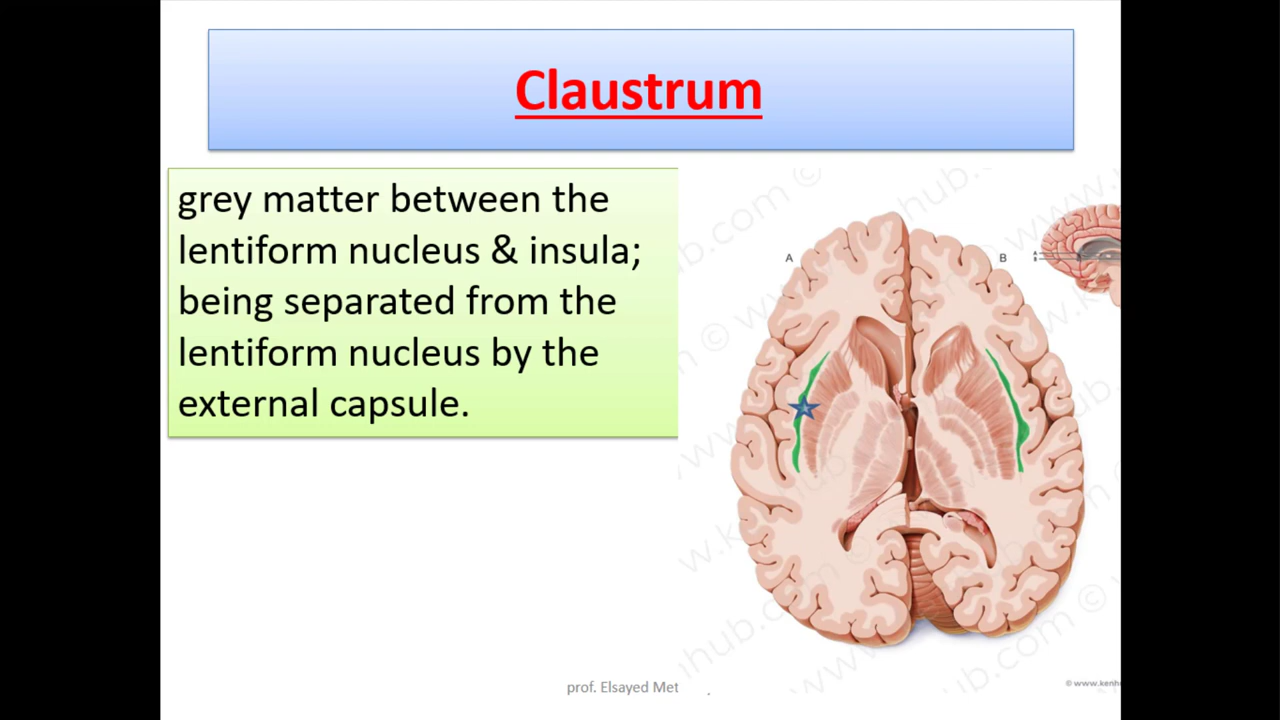 Claustrum
grey matter between the
lentiform nucleus & insula;
being separated from the
lentiform nucleus by the
external capsule.
A
B
A
B
prof. Elsayed Met